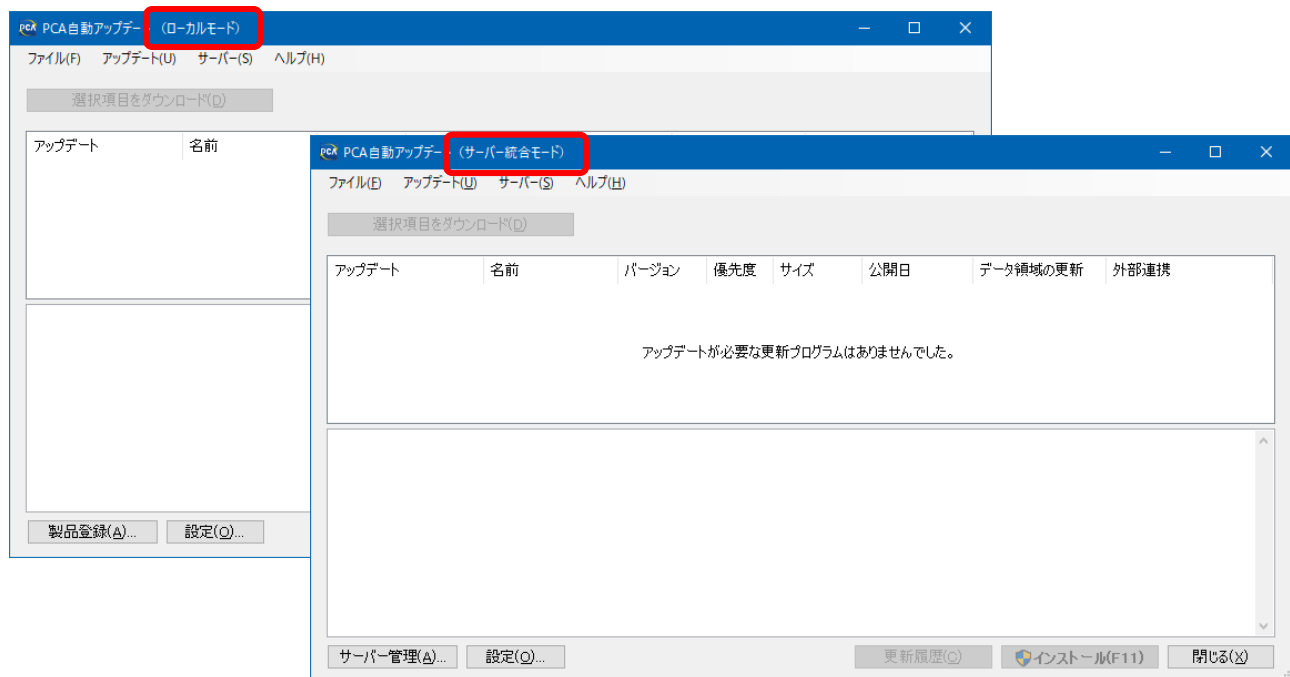 PCA PCA自動アップデー (ローカルモード)
ファイル(F) アップデート(U) サーバー(S) ヘルプ(H)
選択項目をダウンロード(D)
アップデート 名前
製品登録(A)... 設定(O)...
PCA PCA自動アップデー (サーバー統合モード)
ファイル(F) アップデート(U) サーバー(S) ヘルプ(H)
選択項目をダウンロード(D)
アップデート 名前 バージョン 優先度 サイズ 公開日 データ領域の更新 外部連携
アップデートが必要な更新プログラムはありませんでした。
サーバー管理(A)... 設定(O)... 更新履歴(C) インストール(F11) 閉じる(X)